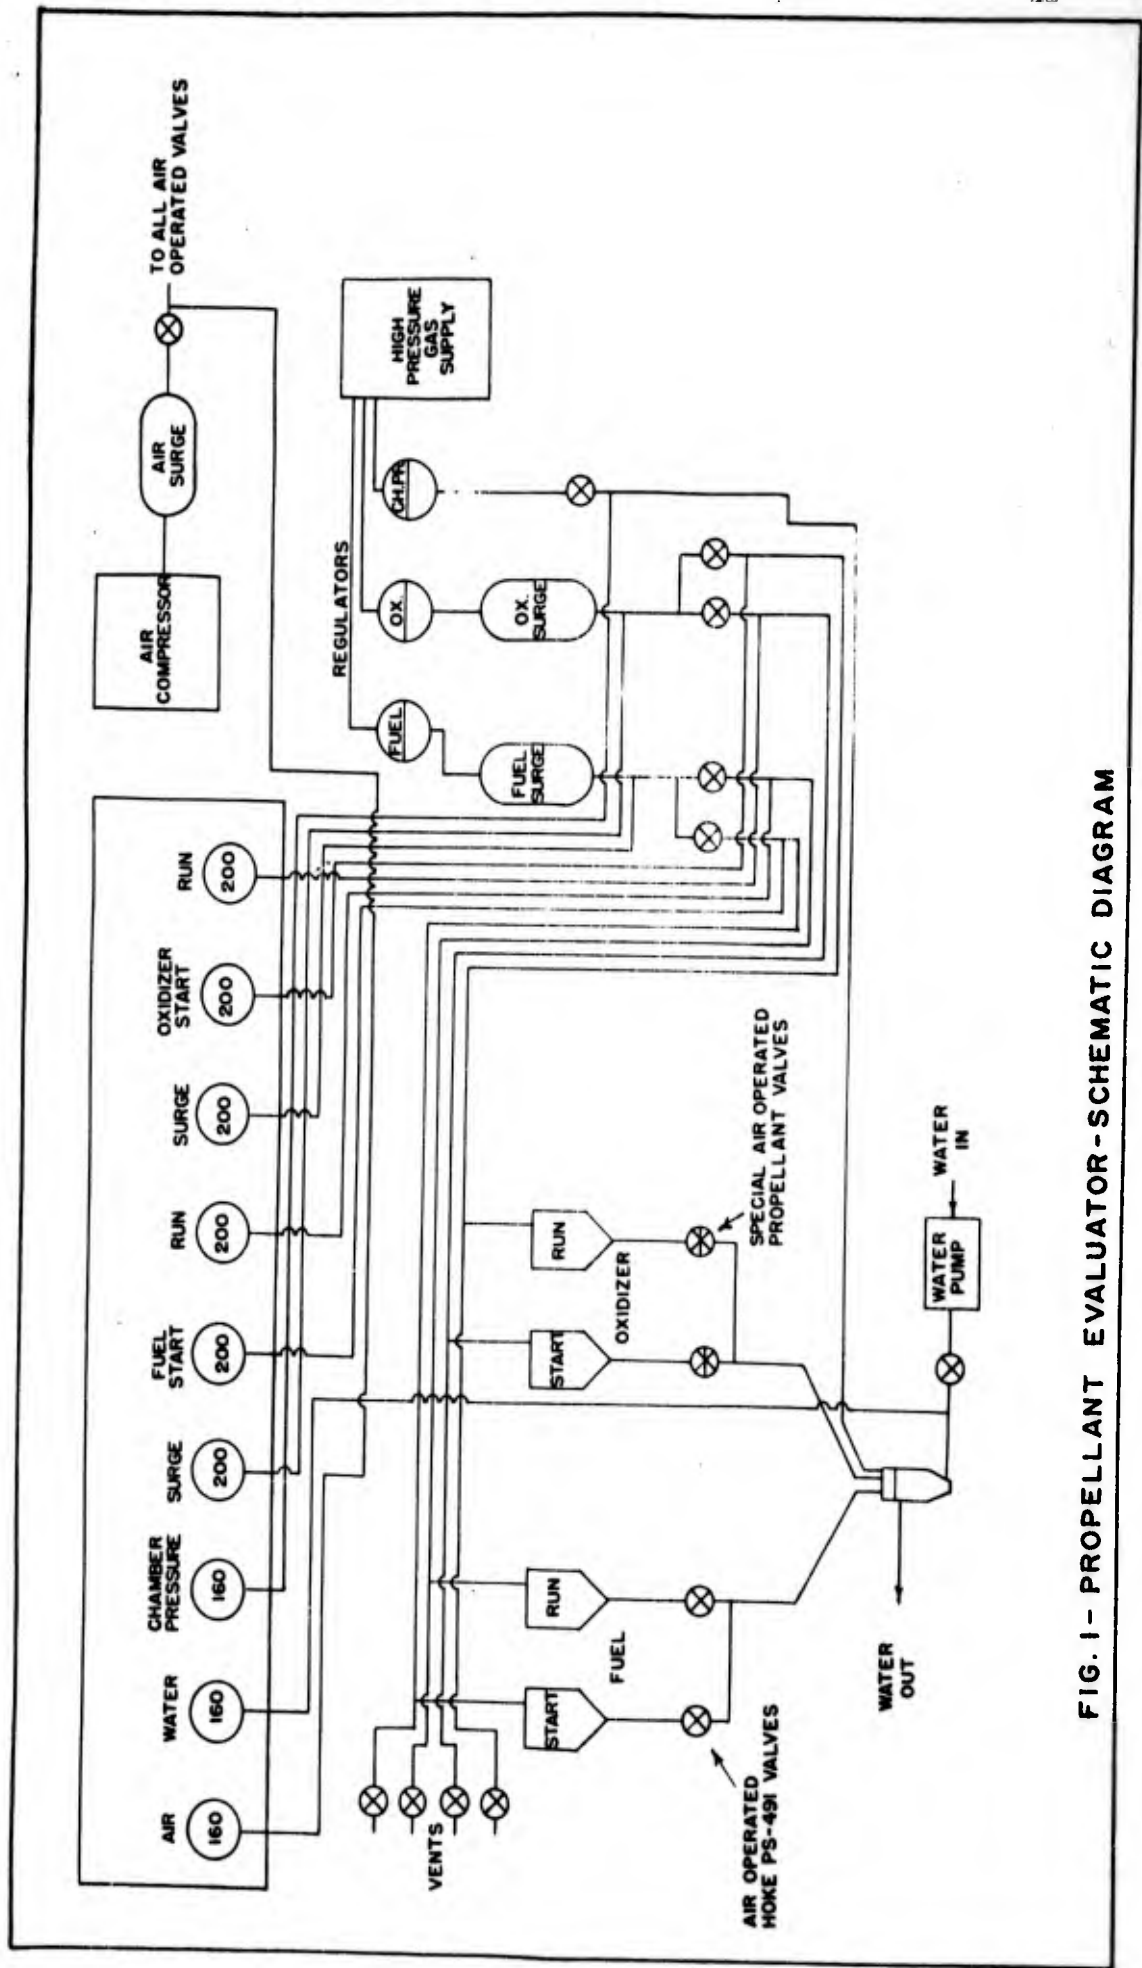 AIR
160
WATER
160
CHAMBER
PRESSURE
160
SURGE
200
FUEL
START
200
RUN
200
SURGE
200
OXIDIZER
START
200
RUN
200
AIR
COMPRESSOR
AIR
SURGE
TO ALL AIR
OPERATED VALVES
REGULATORS
FUEL
OX.
CH.PR.
HIGH
PRESSURE
GAS
SUPPLY
FUEL
SURGE
OX.
SURGE
VENTS
START
RUN
FUEL
START
RUN
OXIDIZER
AIR OPERATED
HOKE PS-491 VALVES
SPECIAL AIR OPERATED
PROPELLANT VALVES
WATER
OUT
WATER
PUMP
WATER
IN
FIG. 1- PROPELLANT EVALUATOR-SCHEMATIC DIAGRAM